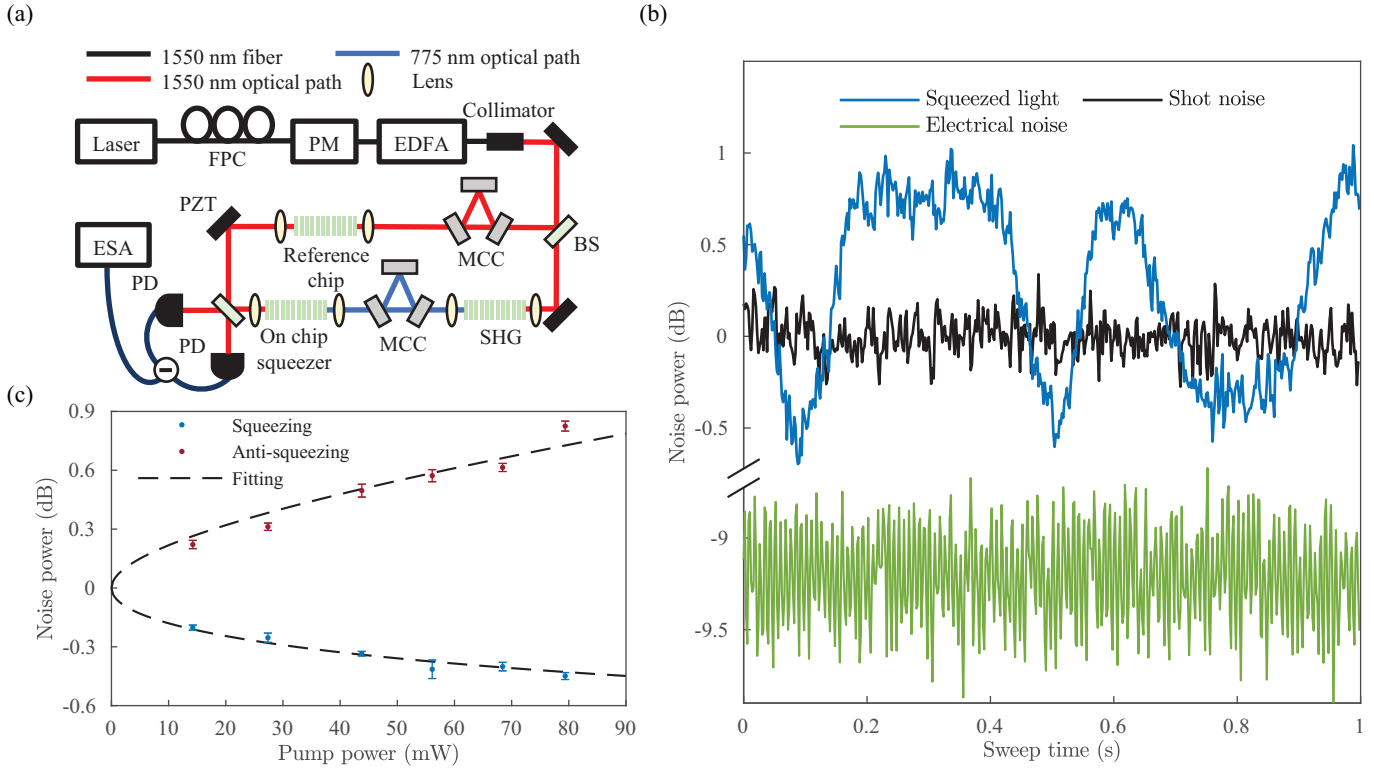 (a)
1550 nm fiber
775 nm optical path
1550 nm optical path
Lens
Collimator
Laser
FPC
PM
EDFA
PZT
ESA
Reference
chip
MCC
BS
PD
PD
On chip
squeezer
MCC
SHG
(b)
Squeezed light
Shot noise
Electrical noise
1
0.5
0
-0.5
-9
-9.5
Noise power (dB)
0
0.2
0.4
0.6
0.8
1
Sweep time (s)
(c)
Squeezing
Anti-squeezing
Fitting
0.9
0.6
0.3
0
-0.3
-0.6
Noise power (dB)
0
10
20
30
40
50
60
70
80
90
Pump power (mW)